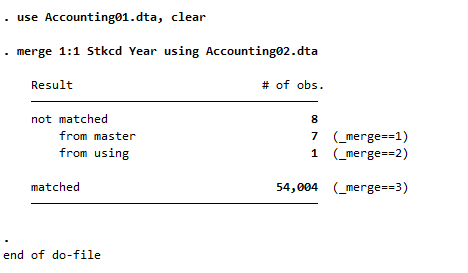 . use Accounting01.dta, clear
. merge 1:1 Stkcd Year using Accounting02.dta
Result # of obs.
not matched 8
from master 7 (_merge==1)
from using 1 (_merge==2)
matched 54,004 (_merge==3)
.
end of do-file